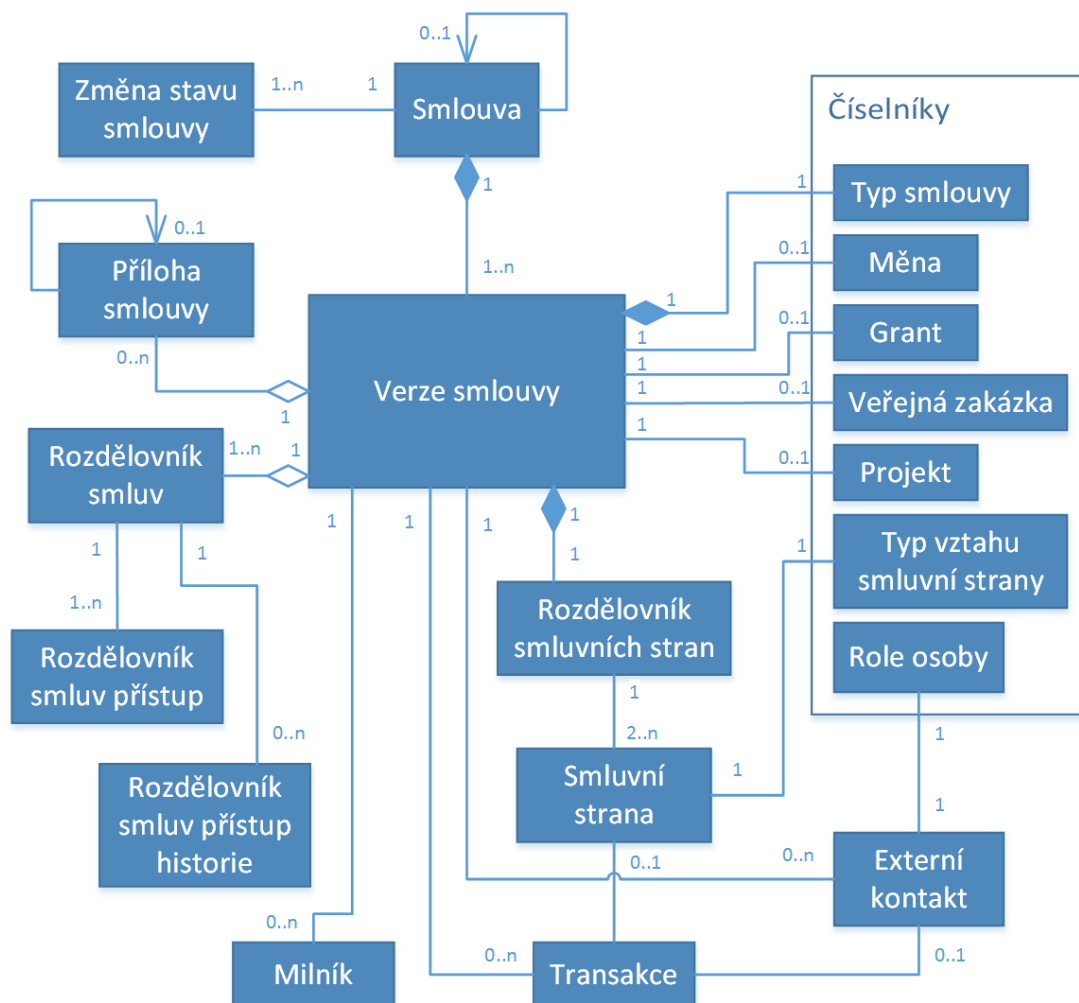 0..1
Změna stavu
smlouvy
1..n
1
Smlouva
Číselníky
1
1
Typ smlouvy
0..1
Příloha
smlouvy
1..n
0..1
Měna
1
0..1
Grant
0..n
Verze smlouvy
1
1
1
0..1
Veřejná zakázka
1
1
0..1
Projekt
Rozdělovník
smluv
1..n
1
1
1
1
1
1
1
1
1
Typ vztahu
smluvní strany
1..n
Rozdělovník
smluvních stran
Rozdělovník
smluv přístup
Role osoby
1
0..n
2..n
1
Smluvní
strana
1
1
Rozdělovník
smluv přístup
historie
0..1
0..n
Externí
kontakt
0..n
Milník
0..n
Transakce
0..1